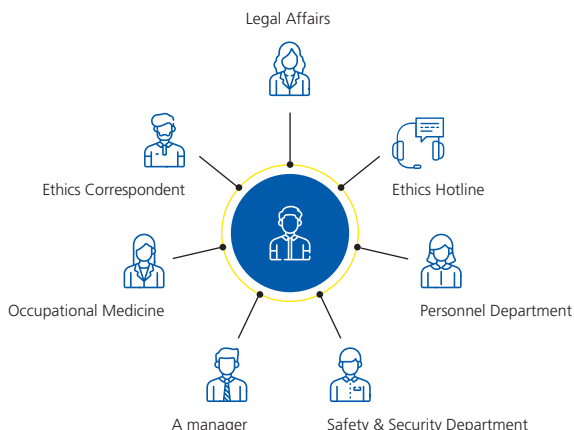 Legal Affairs
Ethics Correspondent
Ethics Hotline
Occupational Medicine
Personnel Department
A manager
Safety & Security Department